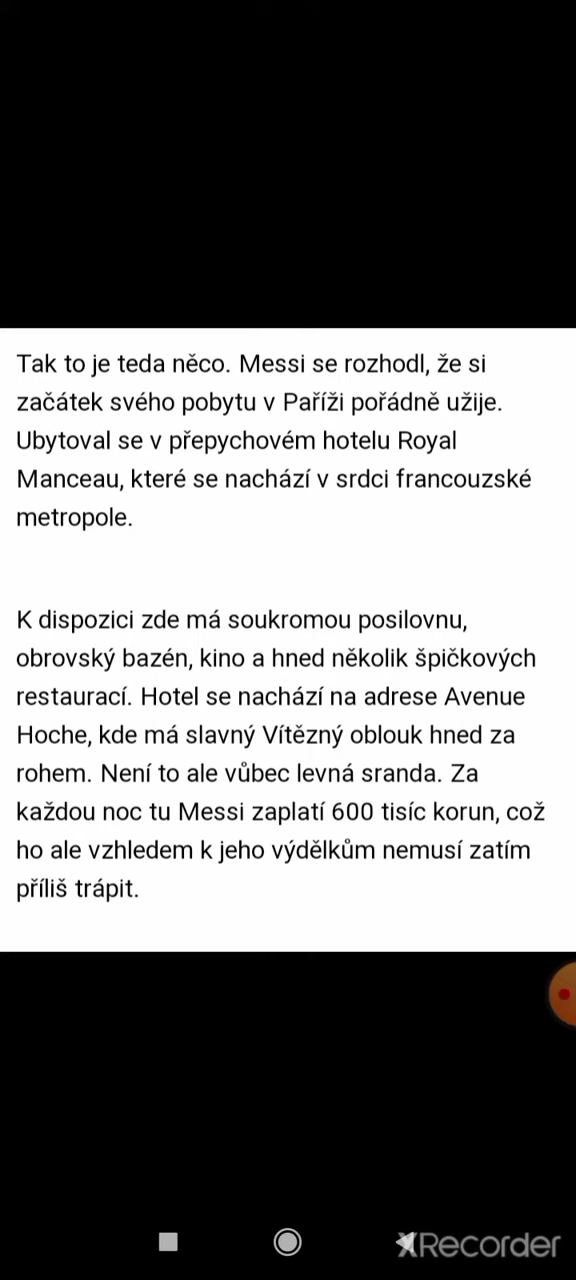 Tak to je teda něco. Messi se rozhodl, že si
začátek svého pobytu v Paříži pořádně užije.
Ubytoval se v přepychovém hotelu Royal
Manceau, které se nachází v srdci francouzské
metropole.
K dispozici zde má soukromou posilovnu,
obrovský bazén, kino a hned několik špičkových
restaurací. Hotel se nachází na adrese Avenue
Hoche, kde má slavný Vítězný oblouk hned za
rohem. Není to ale vůbec levná sranda. Za
každou noc tu Messi zaplatí 600 tisíc korun, což
ho ale vzhledem k jeho výdělkům nemusí zatím
příliš trápit.
XRecorder